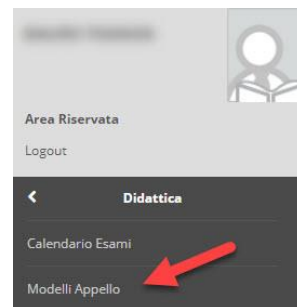 Area Riservata
Logout
Didattica
Calendario Esami
Modelli Appello